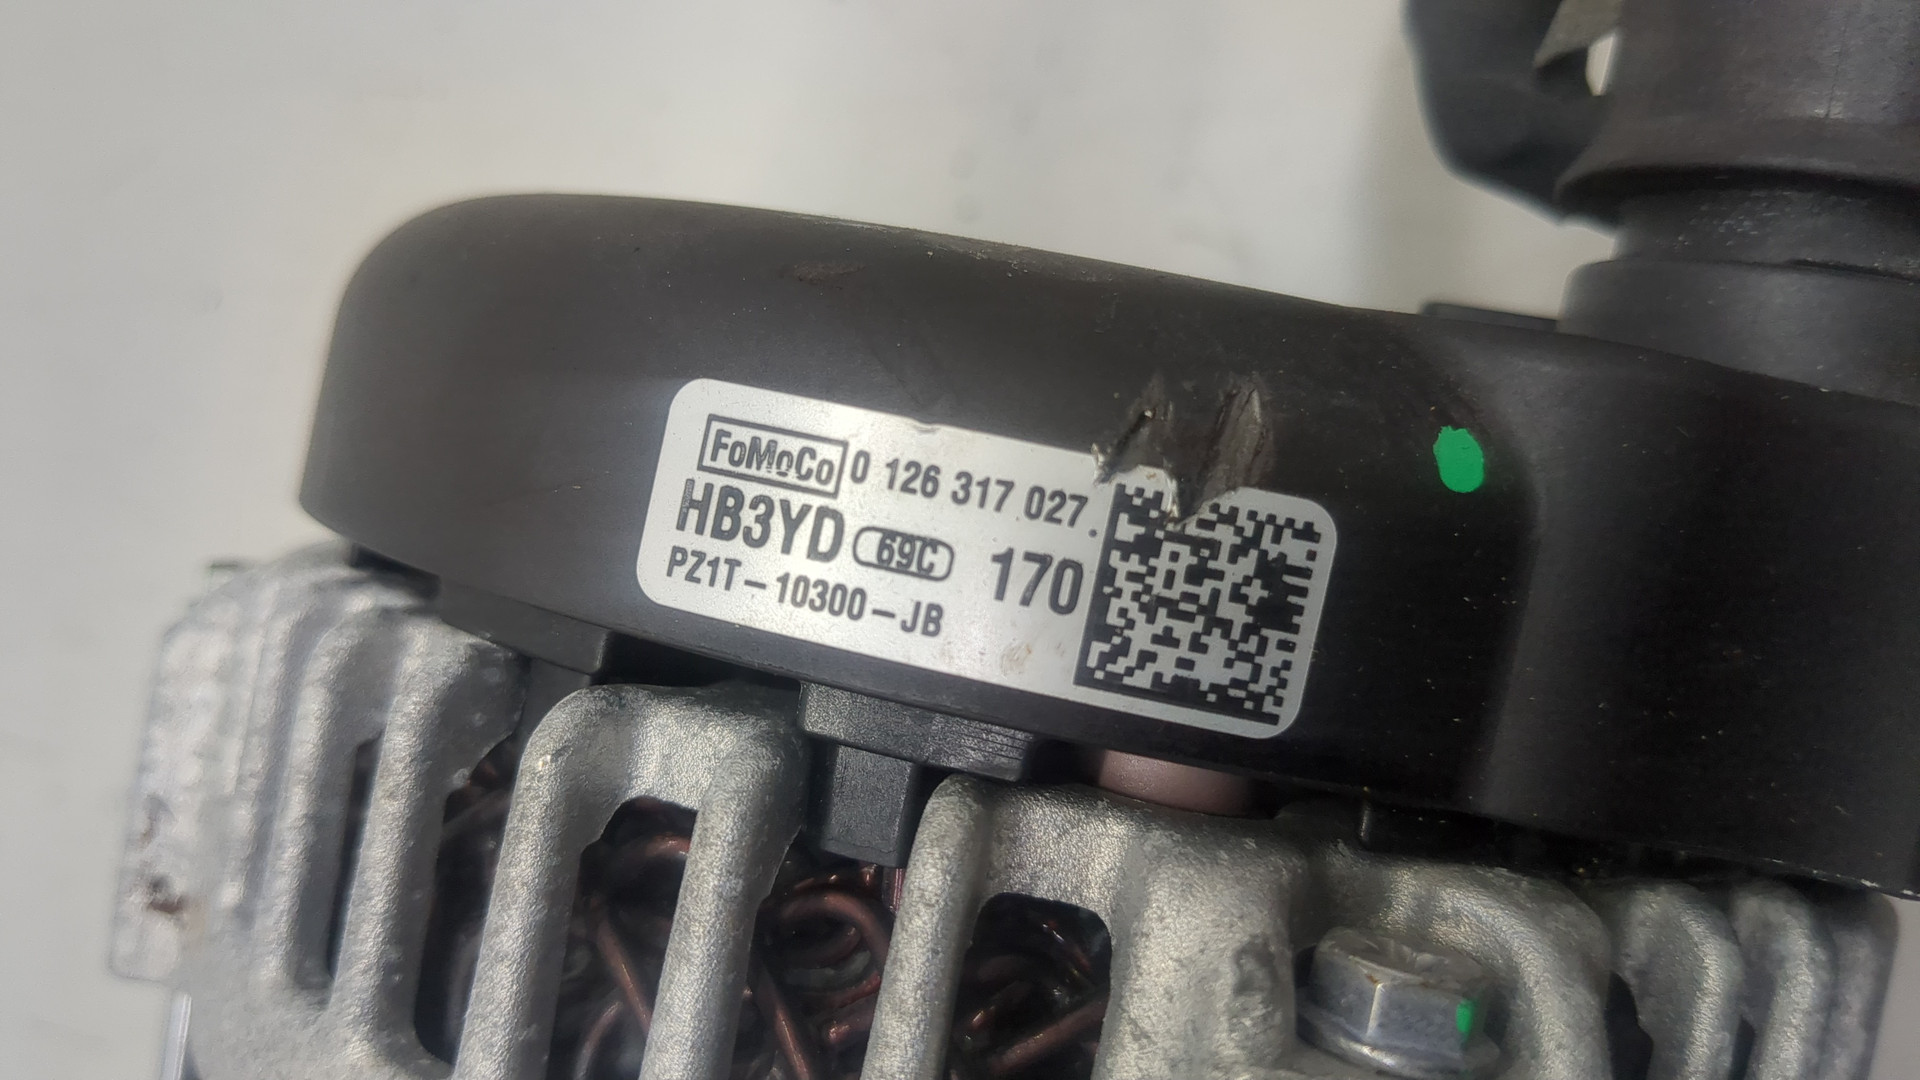 FoMoCo 0 126 317 027
HB3YD 69C 170
PZ1T-10300-JB